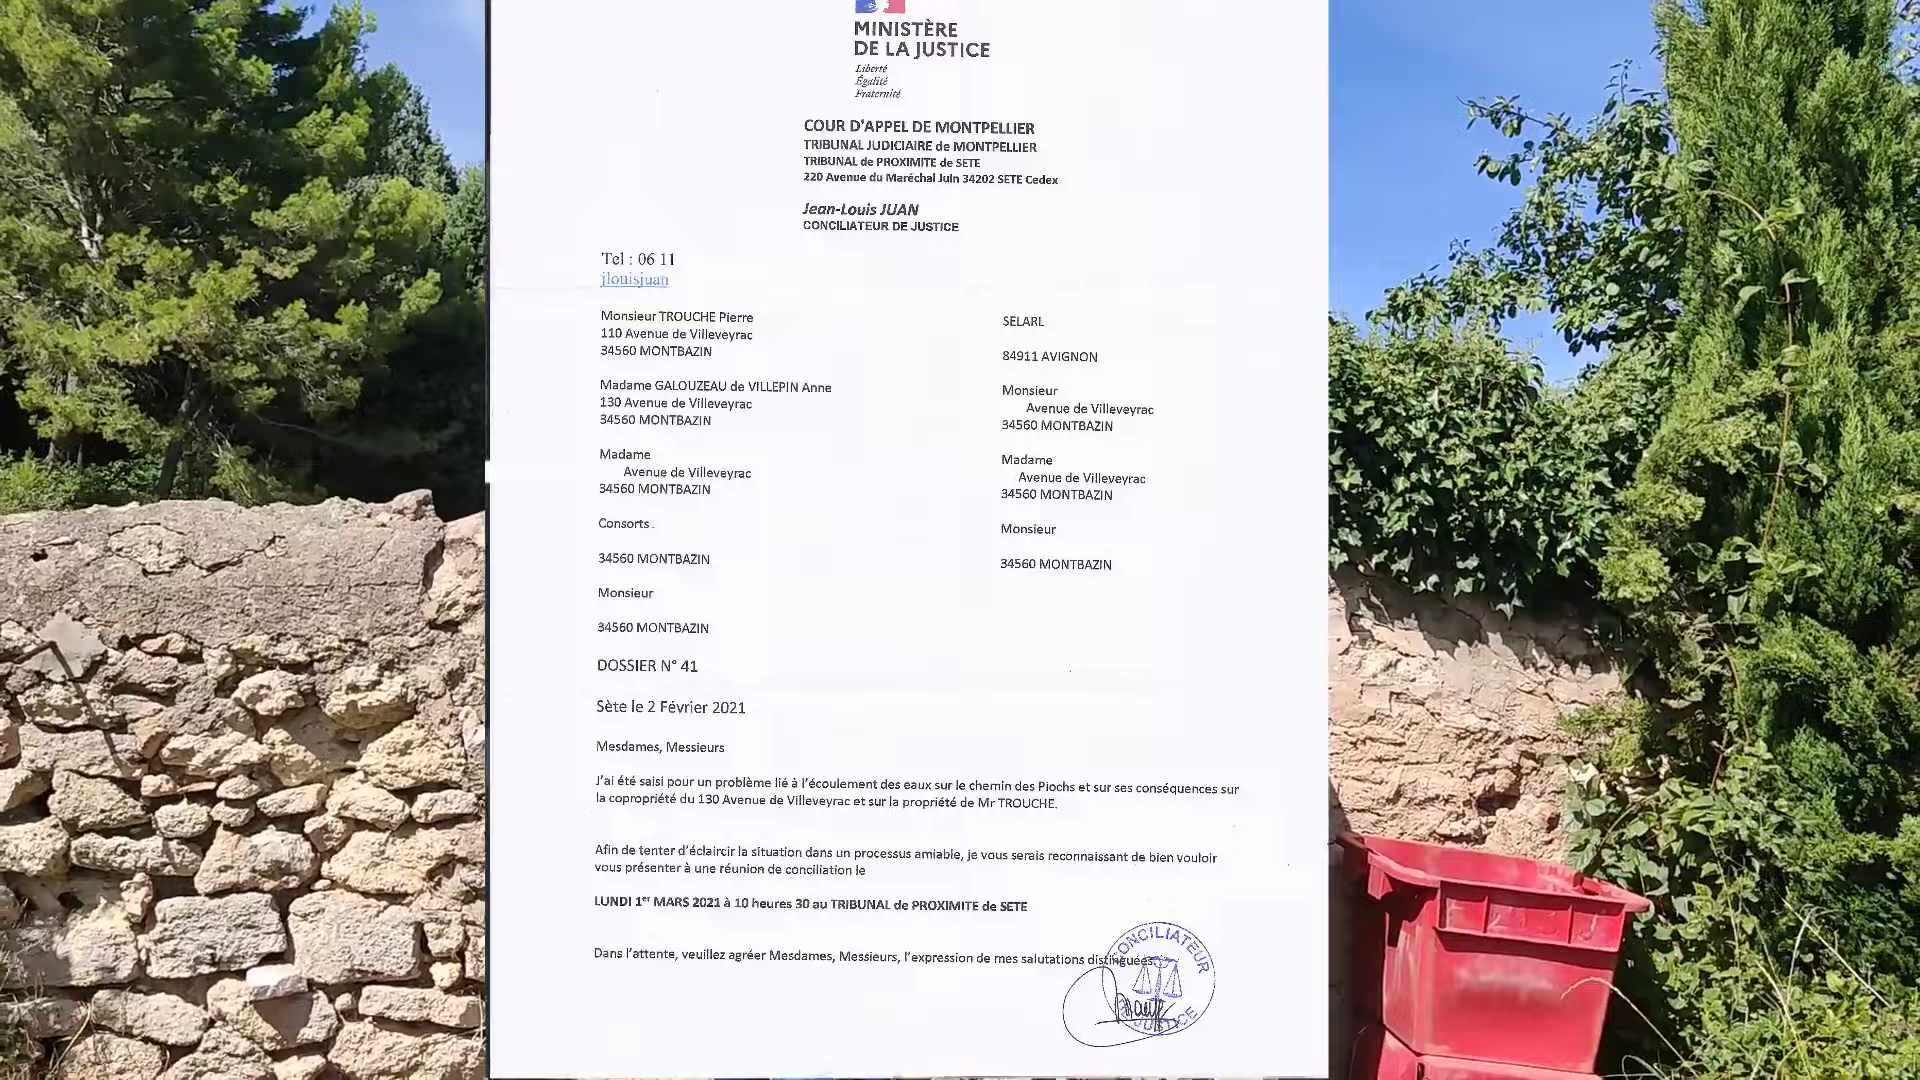 MINISTÈRE
DE LA JUSTICE
Liberté
Égalité
Fraternité
COUR D'APPEL DE MONTPELLIER
TRIBUNAL JUDICIAIRE de MONTPELLIER
TRIBUNAL de PROXIMITE de SETE
220 Avenue du Maréchal Juin 34202 SETE Cedex
Jean-Louis JUAN
CONCILIATEUR DE JUSTICE
Tel : 06 11
jlouisjuan
Monsieur TROUCHE Pierre
110 Avenue de Villeveyrac
34560 MONTBAZIN
Madame GALOUZEAU de VILLEPIN Anne
130 Avenue de Villeveyrac
34560 MONTBAZIN
Madame
Avenue de Villeveyrac
34560 MONTBAZIN
Consorts
34560 MONTBAZIN
Monsieur
34560 MONTBAZIN
SELARL
84911 AVIGNON
Monsieur
Avenue de Villeveyrac
34560 MONTBAZIN
Madame
Avenue de Villeveyrac
34560 MONTBAZIN
Monsieur
34560 MONTBAZIN
DOSSIER N° 41
Sète le 2 Février 2021
Mesdames, Messieurs
J'ai été saisi pour un problème lié à l'écoulement des eaux sur le chemin des Piochs et sur ses conséquences sur
la copropriété du 130 Avenue de Villeveyrac et sur la propriété de Mr TROUCHE.
Afin de tenter d'éclaircir la situation dans un processus amiable, je vous serais reconnaissant de bien vouloir
vous présenter à une réunion de conciliation le
LUNDI 1er MARS 2021 à 10 heures 30 au TRIBUNAL de PROXIMITE de SETE
Dans l'attente, veuillez agréer Mesdames, Messieurs, l'expression de mes salutations distinguées.
CONCILIATEUR
JUSTICE